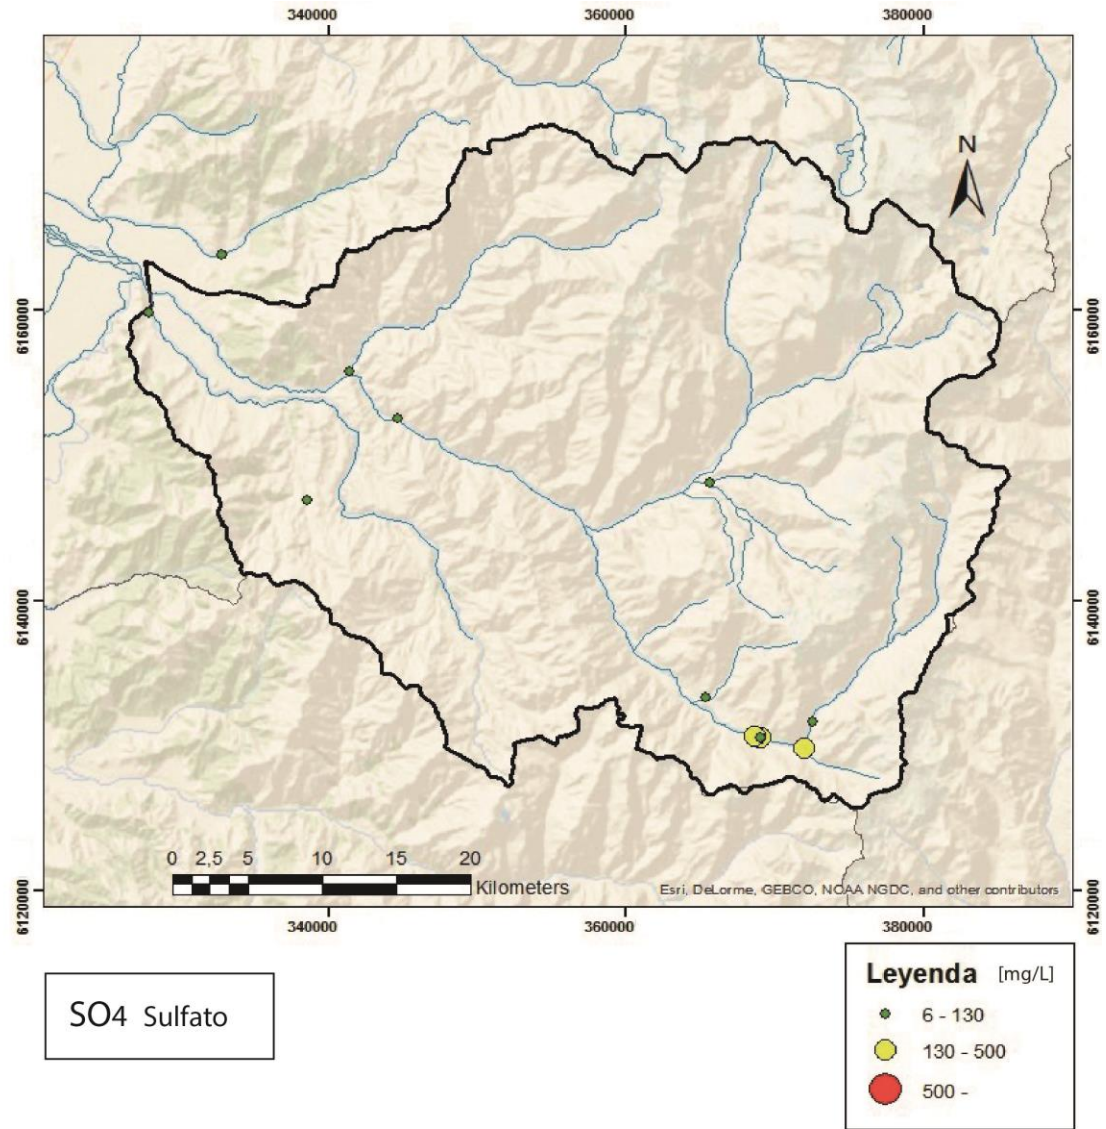 340000 360000 380000
N
6160000 6160000
6140000 6140000
0 2,5 5 10 15 20
Kilometers
Esri, DeLorme, GEBCO, NOAA NGDC, and other contributors
6120000 6120000
340000 360000 380000
SO4 Sulfato
Leyenda [mg/L]
6 - 130
130 - 500
500 -